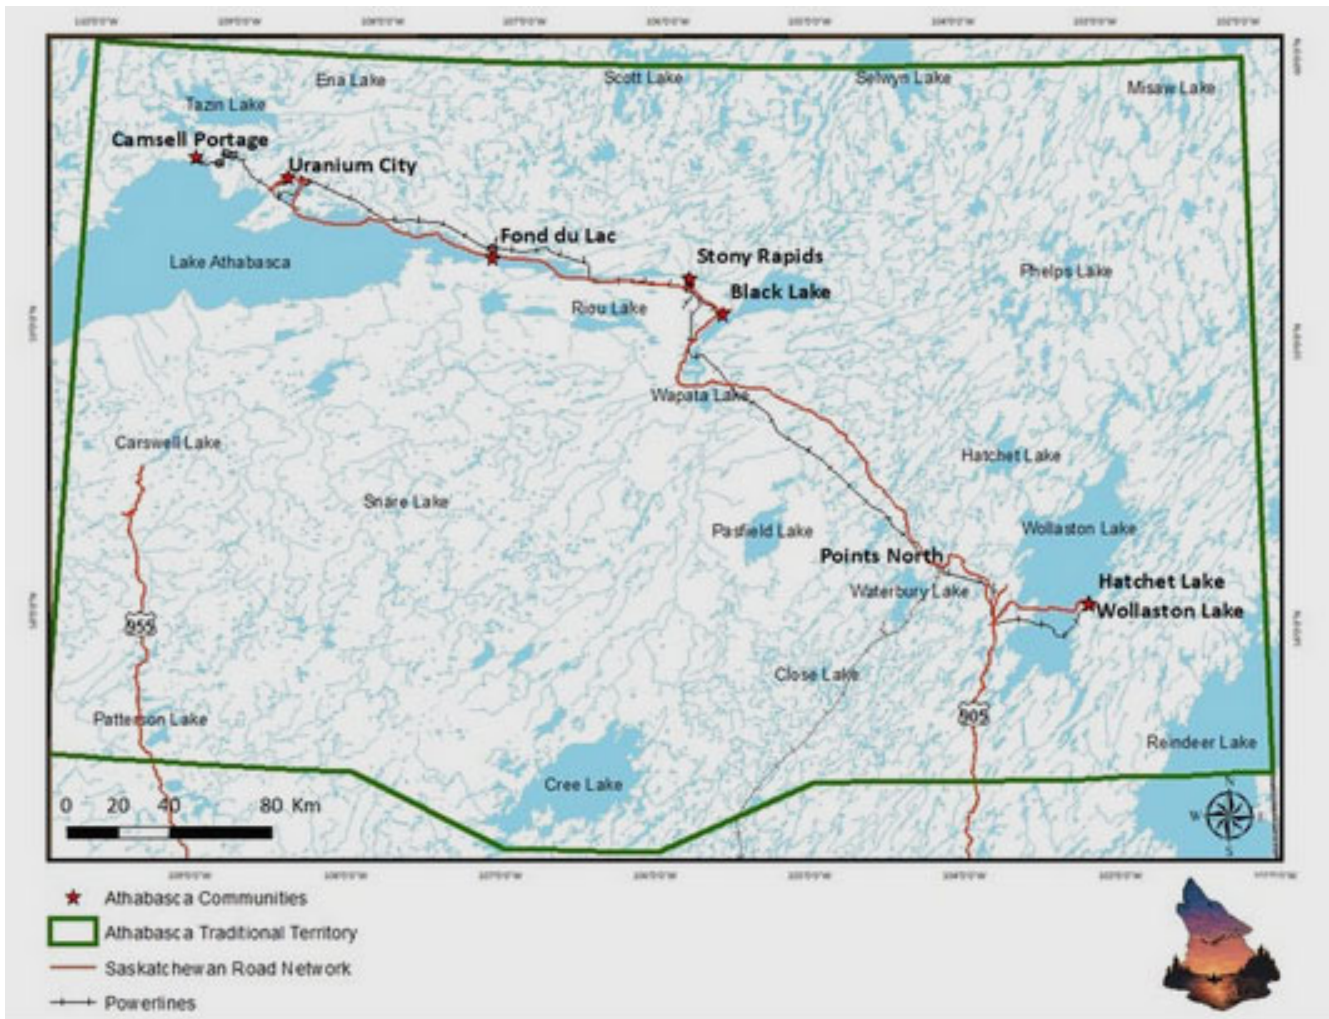 Ena Lake
Scott Lake
Selwyn Lake
Misaw Lake
Tazin Lake
Camsell Portage
Uranium City
Fond du Lac
Stony Rapids
Lake Athabasca
Phelps Lake
Black Lake
Riou Lake
Wapata Lake
Carswell Lake
Hatchet Lake
Snare Lake
Pasfield Lake
Wollaston Lake
Points North
Hatchet Lake
Waterbury Lake
Wollaston Lake
955
Close Lake
905
Patterson Lake
Reindeer Lake
Cree Lake
0 20 40 80 Km
N
W E
S
Athabasca Communities
Athabasca Traditional Territory
Saskatchewan Road Network
Powerlines